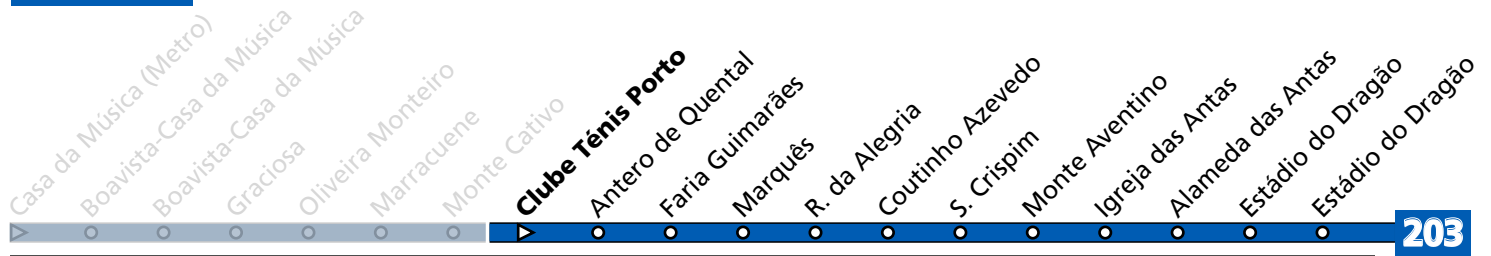 Casa da Música (Metro)
Boavista-Casa da Música
Boavista-Casa da Música
Graciosa
Oliveira Monteiro
Marracuene
Monte Cativo
Clube Ténis Porto
Antero de Quental
Faria Guimarães
Marquês
R. da Alegria
Coutinho Azevedo
S. Crispim
Monte Aventino
Igreja das Antas
Alameda das Antas
Estádio do Dragão
Estádio do Dragão
203